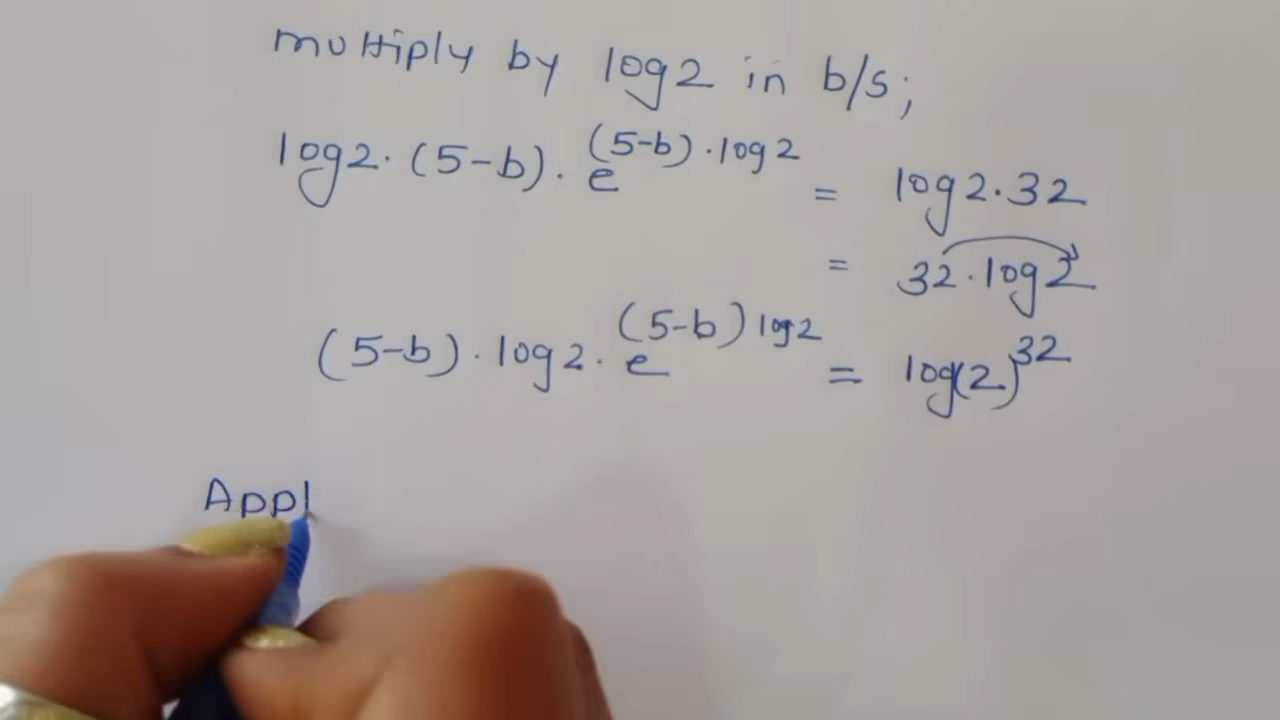 multiply by log2 in b/s;
log2·(5-b)·e^(5-b)·log2 = log2·32
= 32·log2
(5-b)·log2·e^(5-b)log2 = log(2)^32
Appl